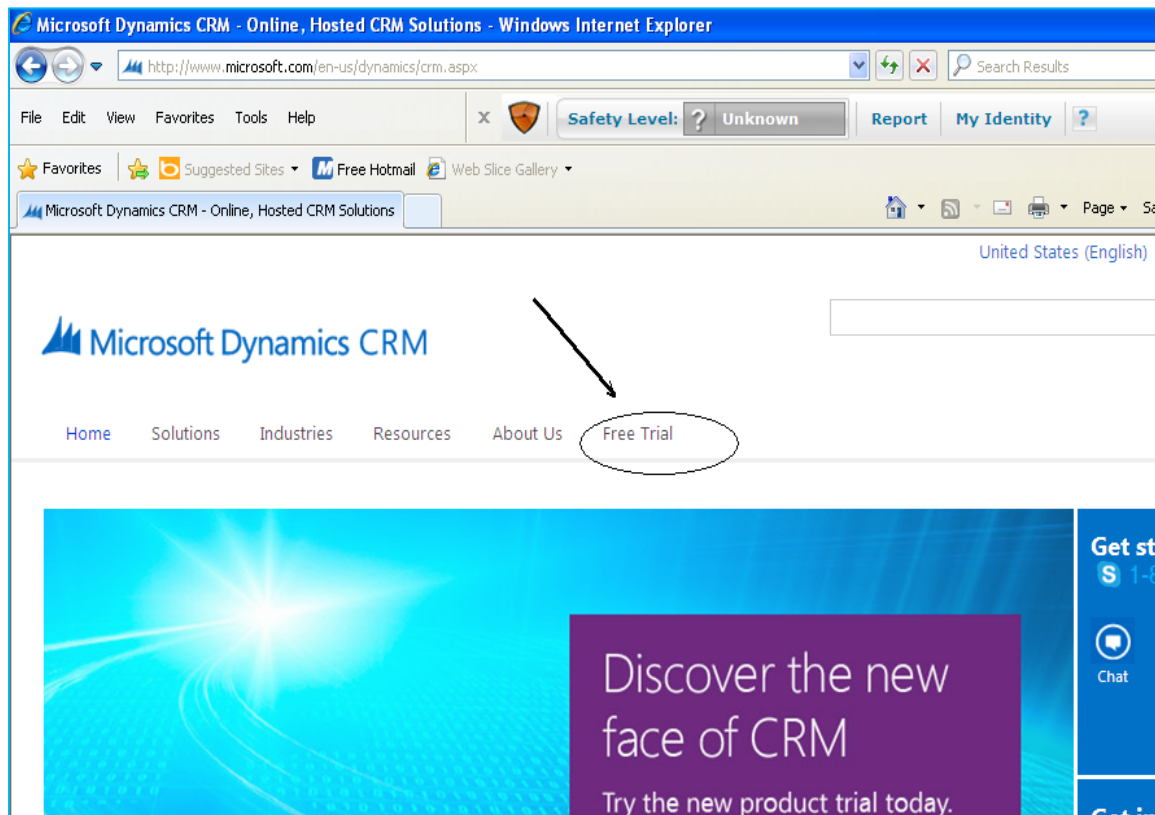 Microsoft Dynamics CRM - Online, Hosted CRM Solutions - Windows Internet Explorer
http://www.microsoft.com/en-us/dynamics/crm.aspx Search Results
File Edit View Favorites Tools Help x Safety Level: ? Unknown Report My Identity ?
Favorites Suggested Sites Free Hotmail Web Slice Gallery
Microsoft Dynamics CRM - Online, Hosted CRM Solutions Page
United States (English)
Microsoft Dynamics CRM
Home Solutions Industries Resources About Us Free Trial
Get st
S 1-8
Chat
Discover the new
face of CRM
Try the new product trial today.